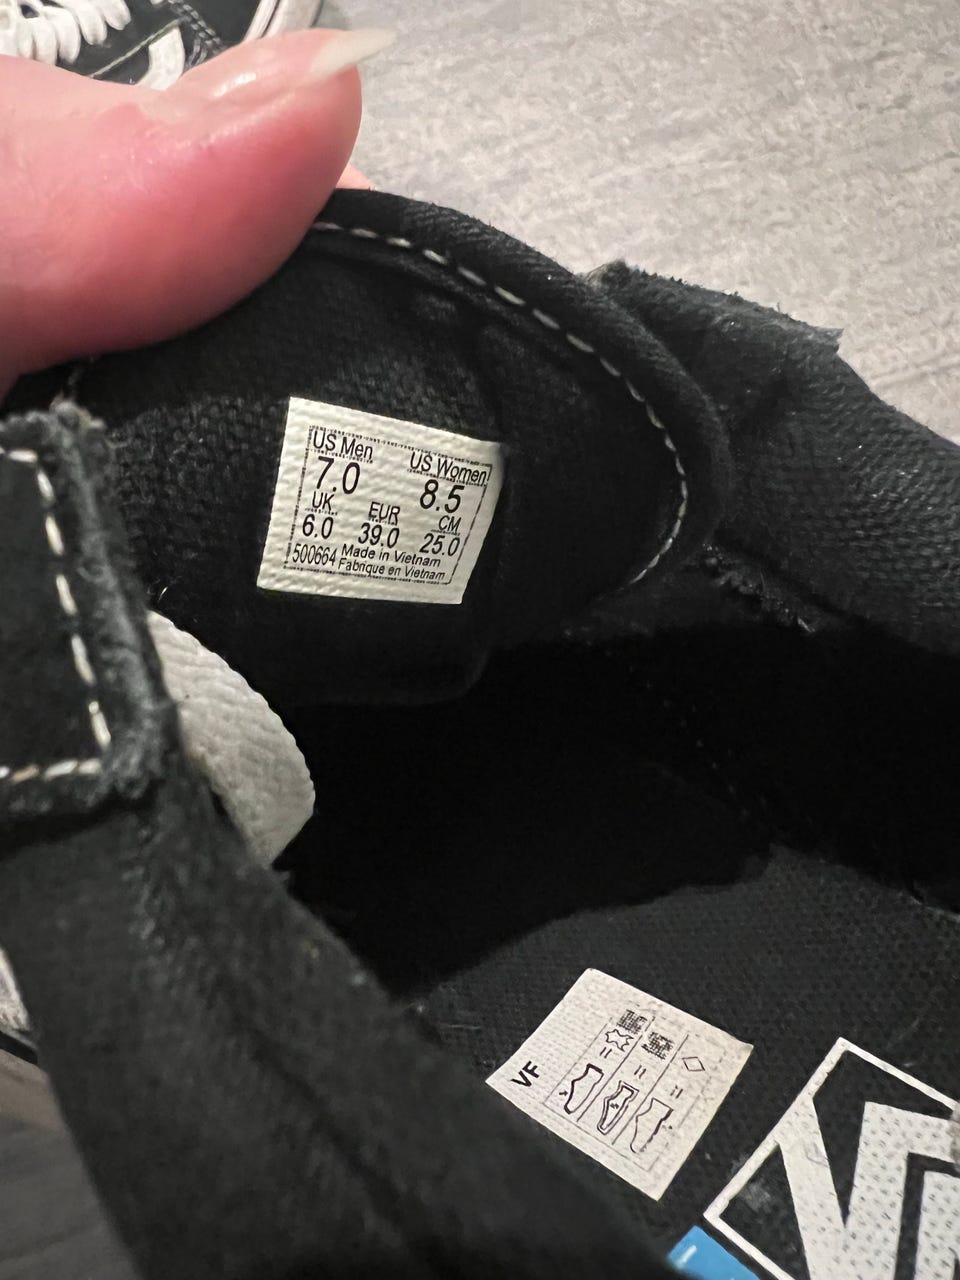 US Men US Women
7.0 8.5
UK EUR CM
6.0 39.0 25.0
500664 Made in Vietnam
Fabrique en Vietnam
VF